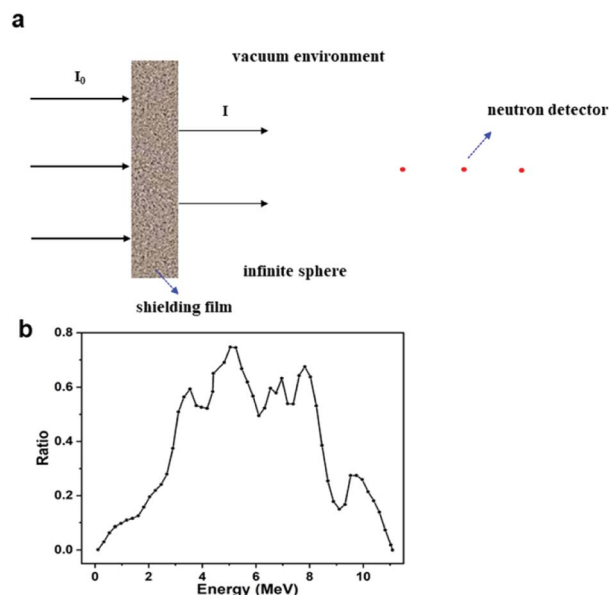 a
vacuum environment
I₀
neutron detector
I
infinite sphere
shielding film
b
0.8
0.6
0.4
0.2
0.0
Ratio
0 2 4 6 8 10
Energy (MeV)